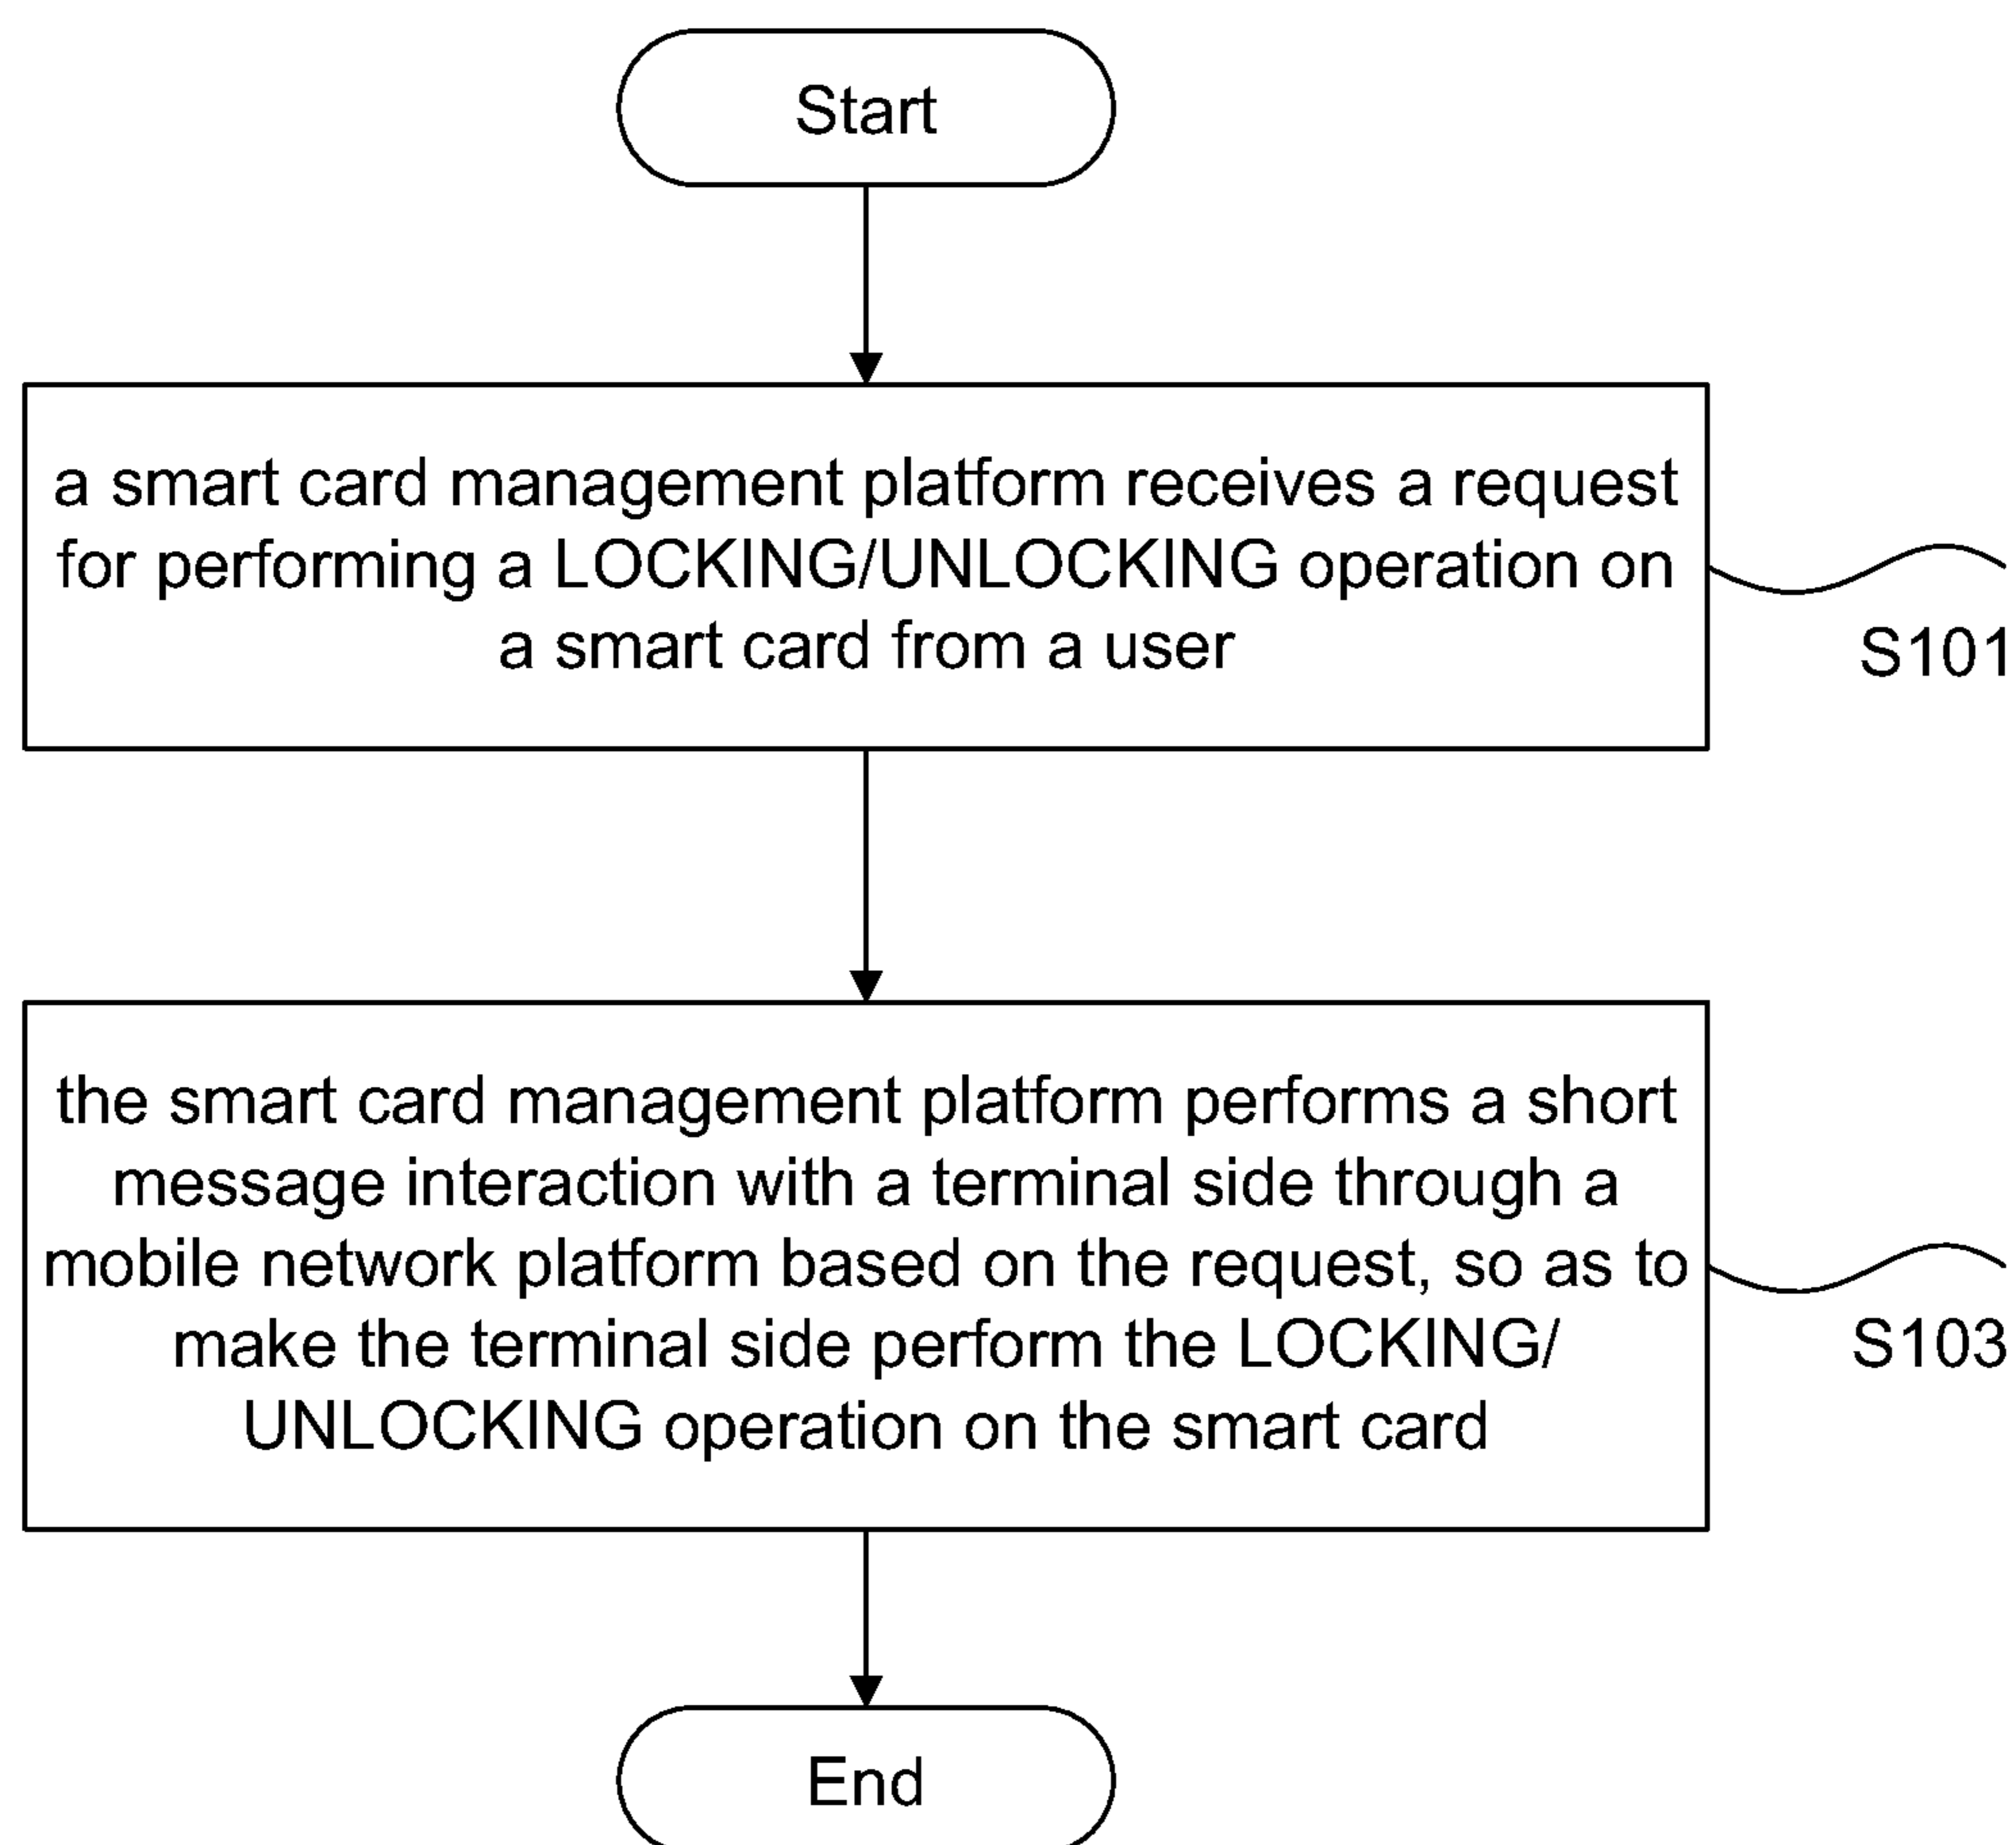 Start
a smart card management platform receives a request
for performing a LOCKING/UNLOCKING operation on
a smart card from a user
S101
the smart card management platform performs a short
message interaction with a terminal side through a
mobile network platform based on the request, so as to
make the terminal side perform the LOCKING/
UNLOCKING operation on the smart card
S103
End